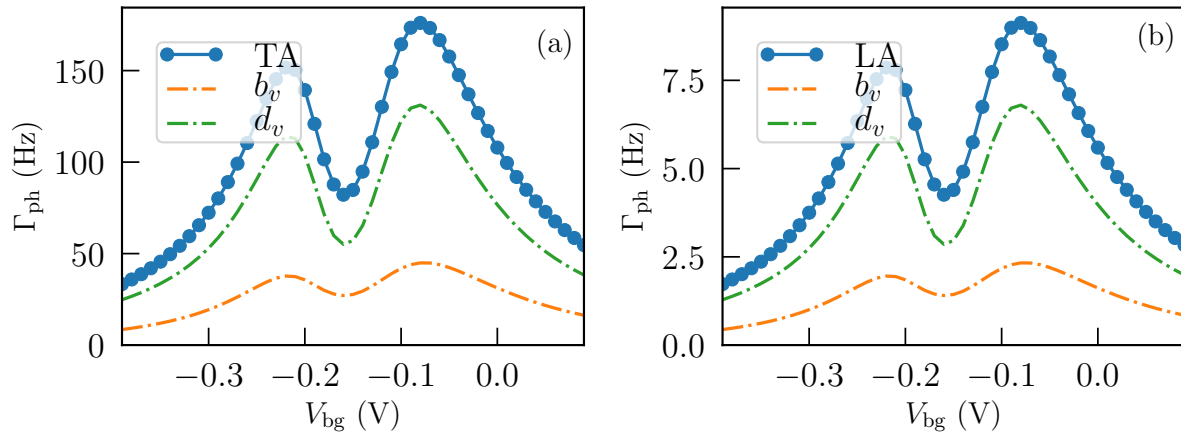 (a)
TA
b_v
d_v
Γ_ph (Hz)
150
100
50
0
−0.3 −0.2 −0.1 0.0
V_bg (V)
(b)
LA
b_v
d_v
Γ_ph (Hz)
7.5
5.0
2.5
0.0
−0.3 −0.2 −0.1 0.0
V_bg (V)